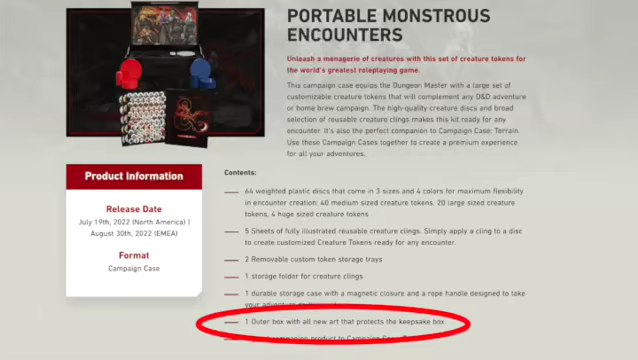 PORTABLE MONSTROUS
ENCOUNTERS
Unleash a menagerie of creatures with this set of creature tokens for
the world's greatest roleplaying game.
This campaign case equips the Dungeon Master with a large set of
customizable creature tokens that will complement any D&D adventure
or home brew campaign. The high-quality creature discs and broad
selection of reusable creature clings makes this kit ready for any
encounter. It's also the perfect companion to Campaign Case: Terrain.
Use these Campaign Cases together to create a premium experience
for all your adventures.
Product Information
Release Date
July 19th, 2022 (North America) |
August 30th, 2022 (EMEA)
Format
Campaign Case
Contents:
64 weighted plastic discs that come in 3 sizes and 4 colors for maximum flexibility
in encounter creation: 40 medium sized creature tokens, 20 large sized creature
tokens, 4 huge sized creature tokens
5 Sheets of fully illustrated reusable creature clings. Simply apply a cling to a disc
to create customized Creature Tokens ready for any encounter.
2 Removable custom token storage trays
1 storage folder for creature clings
1 durable storage case with a magnetic closure and a rope handle designed to take
your adventure
1 Outer box with all new art that protects the keepsake box
companion product to Campaign